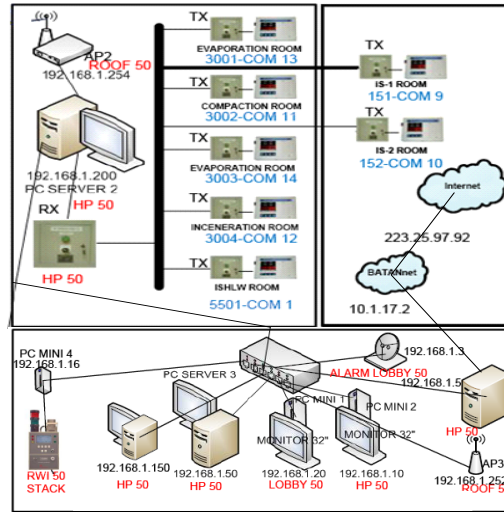 AP2
ROOF 50
192.168.1.254
192.168.1.200
PC SERVER 2
HP 50
RX
HP 50
TX
EVAPORATION ROOM
3001-COM 13
COMPACTION ROOM
3002-COM 11
TX
EVAPORATION ROOM
3003-COM 14
TX
INCENERATION ROOM
3004-COM 12
TX
ISHLW ROOM
5501-COM 1
TX
IS-1 ROOM
151-COM 9
TX
IS-2 ROOM
152-COM 10
Internet
223.25.97.92
BATANnet
10.1.17.2
PC MINI 4
192.168.1.16
RWI 50
STACK
PC SERVER 3
192.168.1.150
HP 50
192.168.1.50
HP 50
PC MINI 1
MONITOR 32"
192.168.1.20
LOBBY 50
PC MINI 2
MONITOR 32"
192.168.1.10
HP 50
192.168.1.3
ALARM LOBBY 50
192.168.1.5
HP 50
AP3
192.168.1.252
ROOF 5